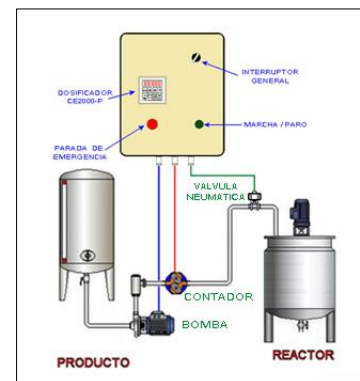 INTERRUPTOR
GENERAL
DOSIFICADOR
CE2000-P
MARCHA / PARO
PARADA DE
EMERGENCIA
VALVULA
NEUMATICA
CONTADOR
BOMBA
PRODUCTO
REACTOR